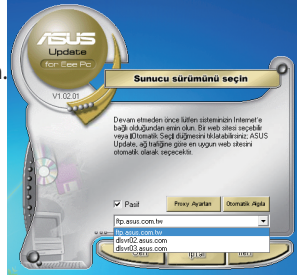 n.
ASUS
Update
for Eee Pc
V1.02.01
Sunucu sürümünü seçin
Devam etmeden önce lütfen sisteminizin Internet'e
bağlı olduğundan emin olun. Bir web sitesi seçebilir
veya [Otomatik Seç] düğmesini tıklatabilirsiniz; ASUS
Update, ağ trafiğine göre en uygun web sitesini
otomatik olarak seçecektir.
Pasif
Proxy Ayarları
Otomatik Algıla
ftp.asus.com.tw
ftp.asus.com.tw
dlsvr02.asus.com
dlsvr03.asus.com